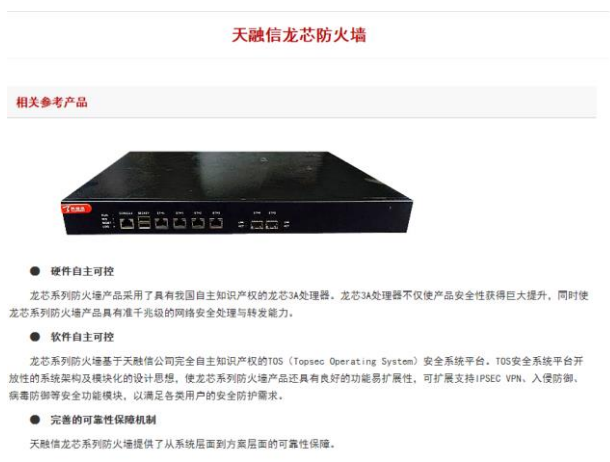 天融信龙芯防火墙
相关参考产品
● 硬件自主可控
龙芯系列防火墙产品采用了具有我国自主知识产权的龙芯3A处理器。龙芯3A处理器不仅使产品安全性获得巨大提升，同时使
龙芯系列防火墙产品具有准千兆级的网络安全处理与转发能力。
● 软件自主可控
龙芯系列防火墙基于天融信公司完全自主知识产权的TOS（Topsec Operating System）安全系统平台。TOS安全系统平台开
放性的系统架构及模块化的设计思想，使龙芯系列防火墙产品还具有良好的功能易扩展性，可扩展支持IPSEC VPN、入侵防御、
病毒防御等安全功能模块，以满足各类用户的安全防护需求。
● 完善的可靠性保障机制
天融信龙芯系列防火墙提供了从系统层面到方案层面的可靠性保障。